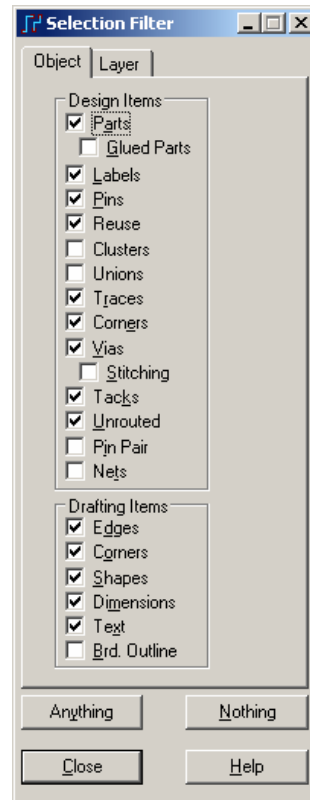 Selection Filter
Object Layer
Design Items
Parts
Glued Parts
Labels
Pins
Reuse
Clusters
Unions
Traces
Corners
Vias
Stitching
Tacks
Unrouted
Pin Pair
Nets
Drafting Items
Edges
Corners
Shapes
Dimensions
Text
Brd. Outline
Anything Nothing
Close Help